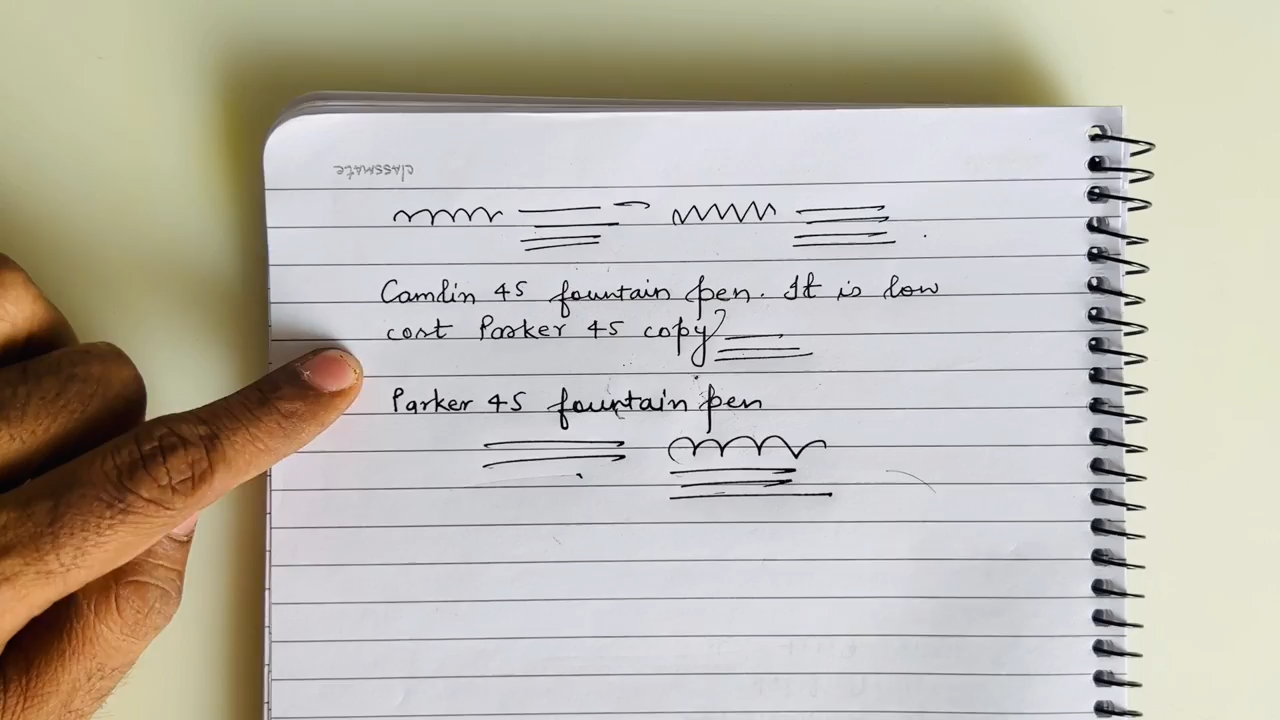 classmate
Camlin 45 fountain pen. It is low
cost Parker 45 copy?
Parker 45 fountain pen